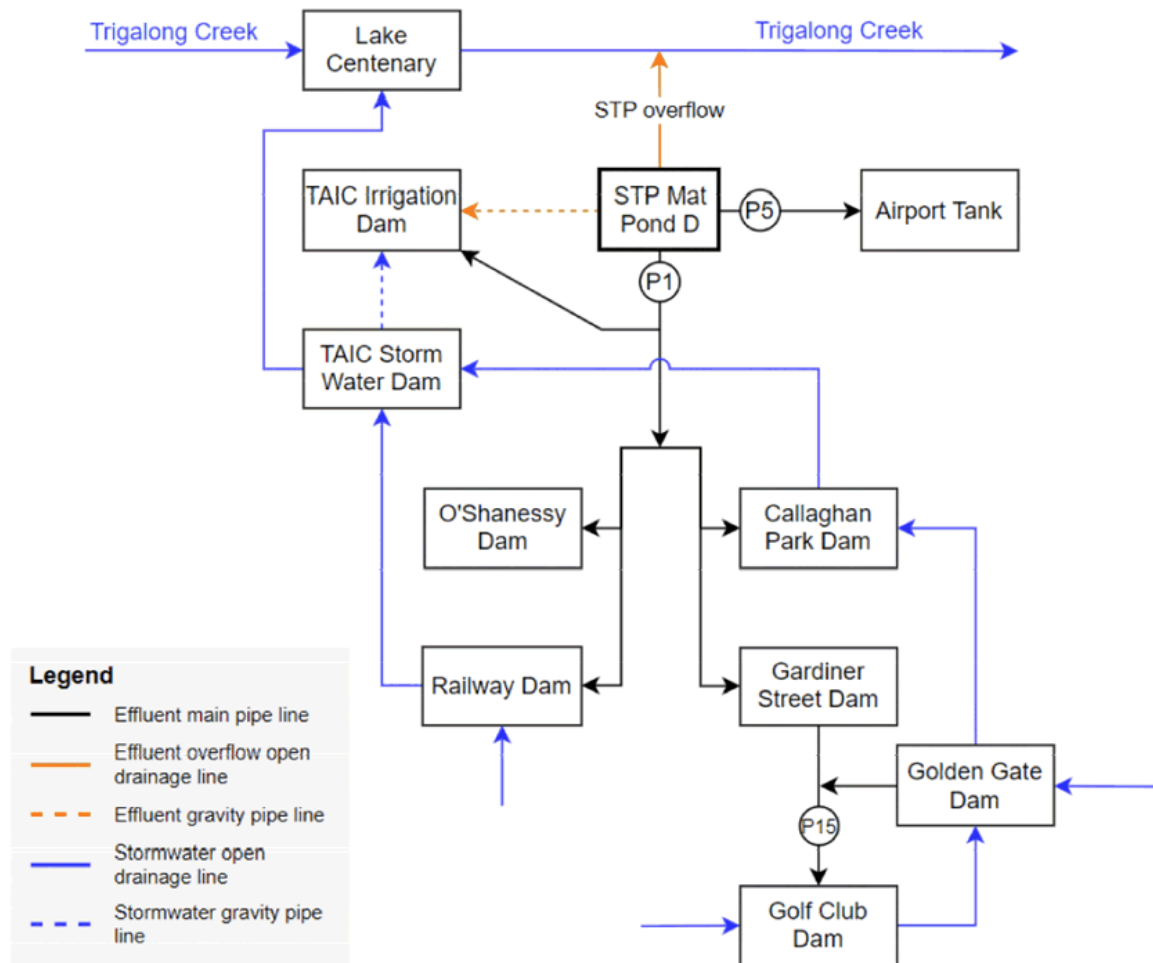 Trigalong Creek
Lake
Centenary
Trigalong Creek
STP overflow
TAIC Irrigation
Dam
STP Mat
Pond D
P5
Airport Tank
P1
TAIC Storm
Water Dam
O'Shanessy
Dam
Callaghan
Park Dam
Railway Dam
Gardiner
Street Dam
Golden Gate
Dam
P15
Golf Club
Dam
Legend
Effluent main pipe line
Effluent overflow open
drainage line
Effluent gravity pipe line
Stormwater open
drainage line
Stormwater gravity pipe
line